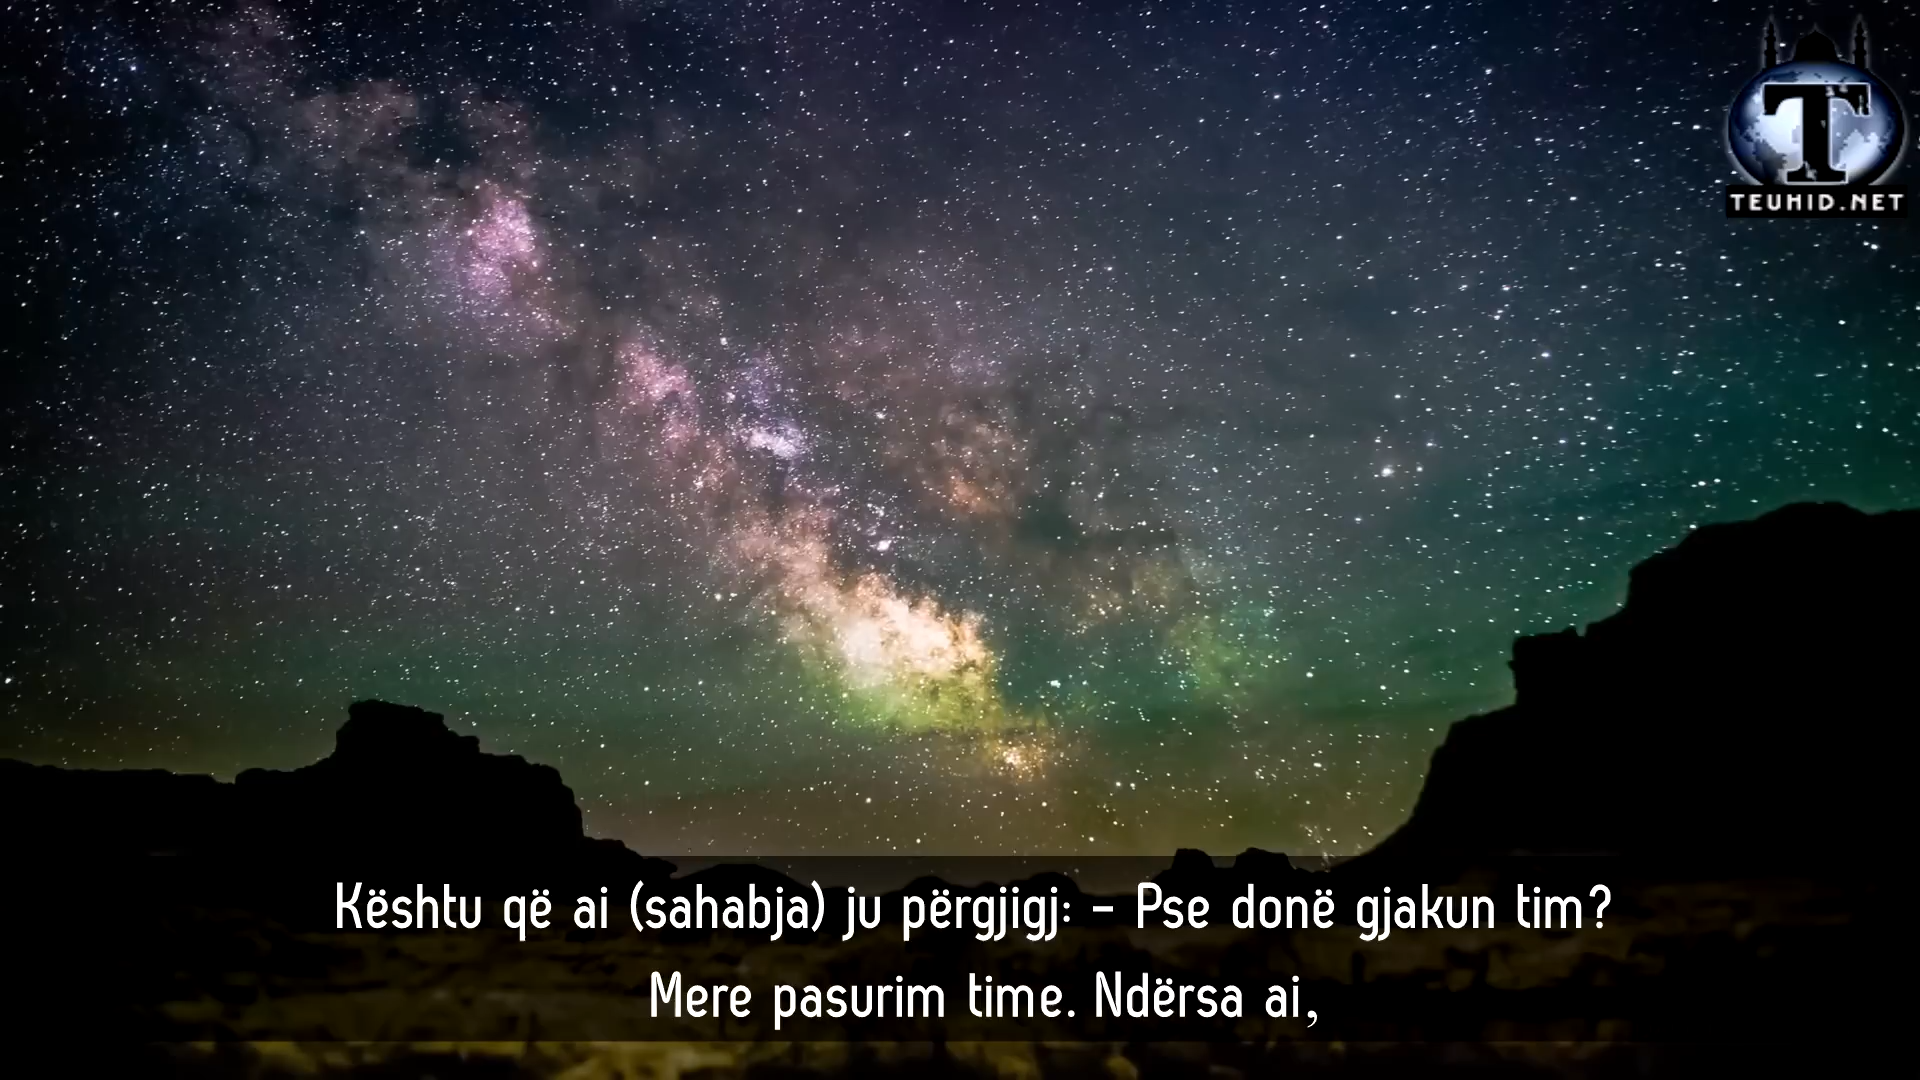 T
TEUHID.NET
Kështu që ai (sahabja) ju përgjigj: - Pse donë gjakun tim?
Mere pasurim time. Ndërsa ai,